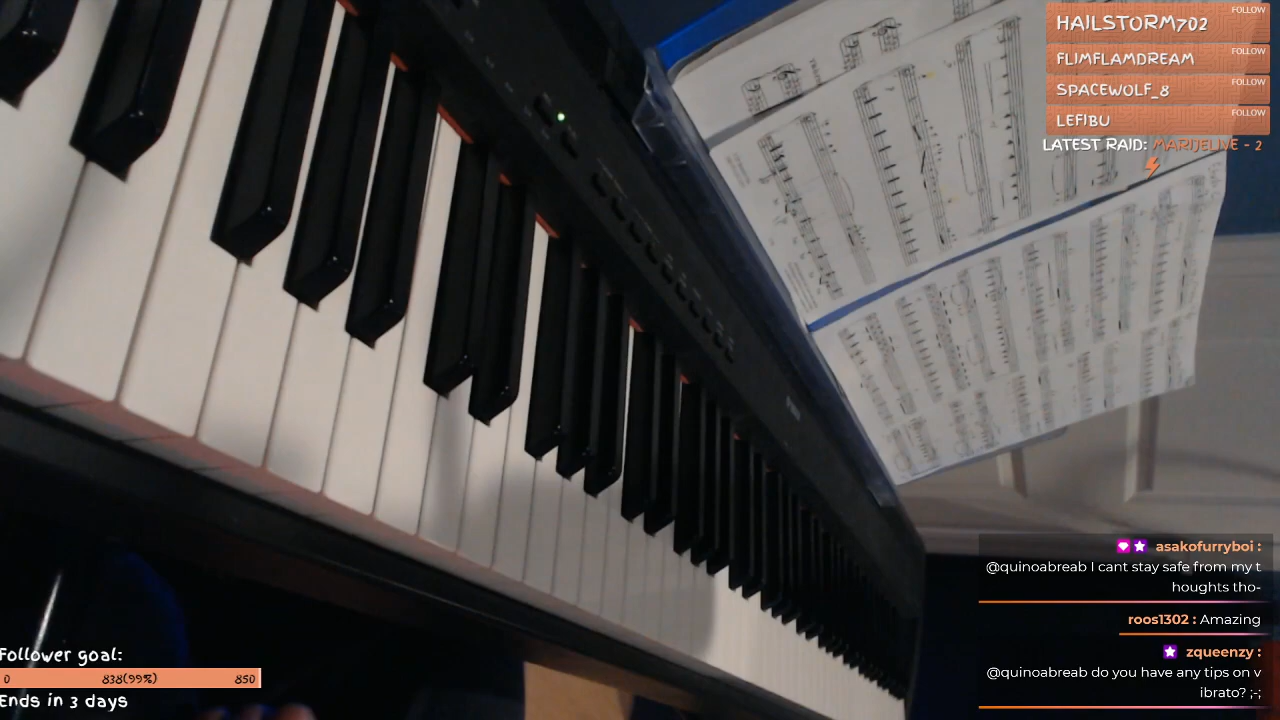 FOLLOW
HAILSTORM702
FOLLOW
FLIMFLAMDREAM
FOLLOW
SPACEWOLF_8
FOLLOW
LEFIBU
LATEST RAID: MARIJELIVE - 2
asakofurryboi :
@quinoabreab I cant stay safe from my t
houghts tho-
roos1302 : Amazing
zqueenzy :
@quinoabreab do you have any tips on v
ibrato? ;-;
Follower goal:
0 838(99%) 850
Ends in 3 days